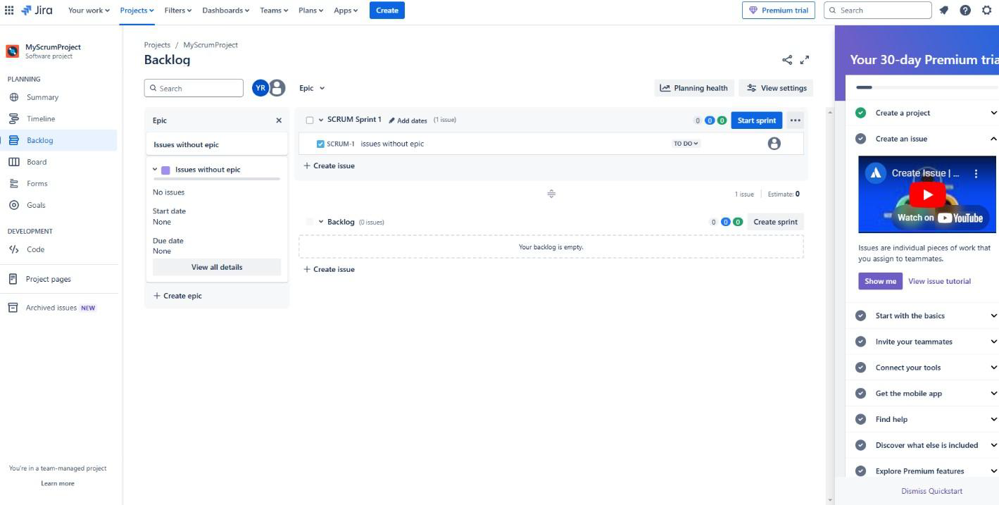 Jira Your work Projects Filters Dashboards Teams Plans Apps Create Premium trial Search
MyScrumProject
Software project
PLANNING
Summary
Timeline
Backlog
Board
Forms
Goals
DEVELOPMENT
Code
Project pages
Archived issues NEW
You're in a team-managed project
Learn more
Projects / MyScrumProject
Backlog
Search YR Epic Planning health View settings
Epic
Issues without epic
Issues without epic
No issues
Start date
None
Due date
None
View all details
Create epic
SCRUM Sprint 1 Add dates (1 issue) 0 0 0 Start sprint
SCRUM-1 issues without epic TO DO
Create issue
1 issue Estimate: 0
Backlog (0 issues) 0 0 0 Create sprint
Your backlog is empty.
Create issue
Your 30-day Premium tria
Create a project
Create an issue
Create Issue | ...
Watch on YouTube
Issues are individual pieces of work that
you assign to teammates.
Show me View issue tutorial
Start with the basics
Invite your teammates
Connect your tools
Get the mobile app
Find help
Discover what else is included
Explore Premium features
Dismiss Quickstart